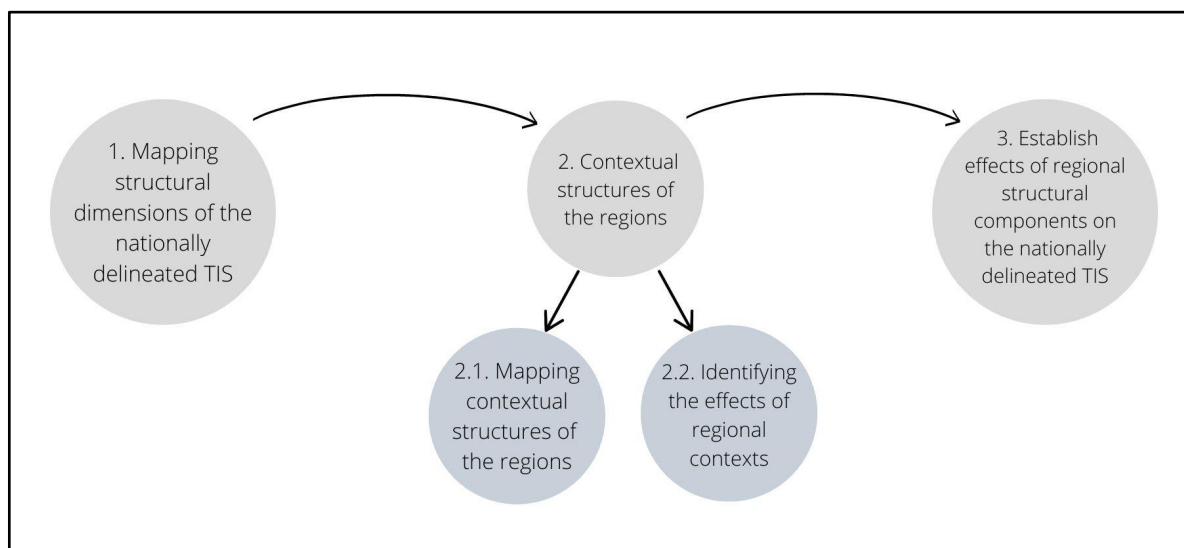 1. Mapping
structural
dimensions of the
nationally
delineated TIS
2. Contextual
structures of
the regions
3. Establish
effects of regional
structural
components on
the nationally
delineated TIS
2.1. Mapping
contextual
structures of
the regions
2.2. Identifying
the effects of
regional
contexts